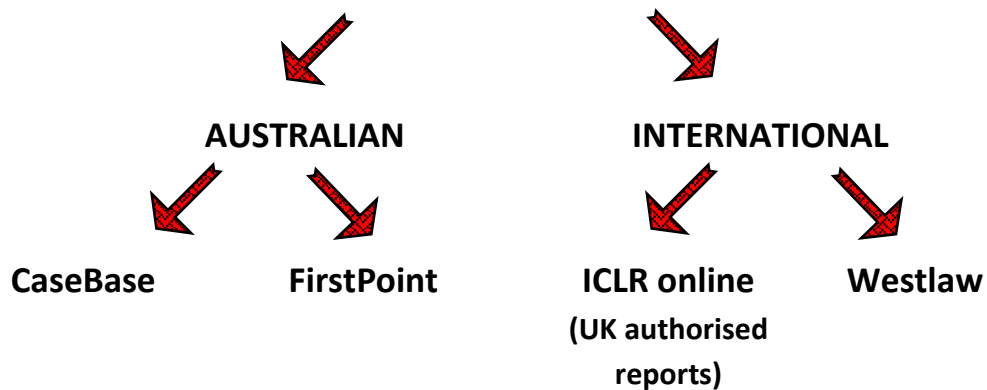 AUSTRALIAN INTERNATIONAL
CaseBase FirstPoint ICLR online Westlaw
(UK authorised
reports)